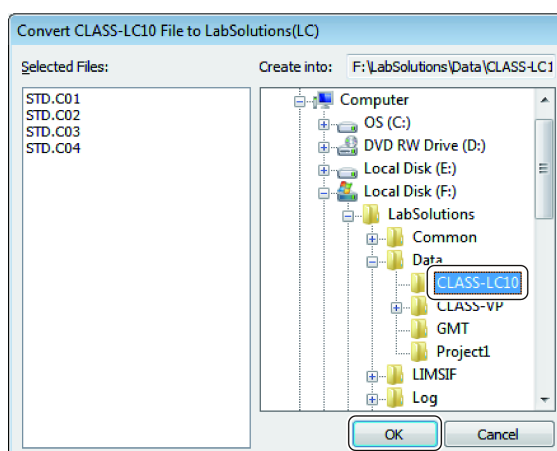 Convert CLASS-LC10 File to LabSolutions(LC)
Selected Files:
STD.C01
STD.C02
STD.C03
STD.C04
Create into: F:\LabSolutions\Data\CLASS-LC1
Computer
OS (C:)
DVD RW Drive (D:)
Local Disk (E:)
Local Disk (F:)
LabSolutions
Common
Data
CLASS-LC10
CLASS-VP
GMT
Project1
LIMSIF
Log
OK Cancel